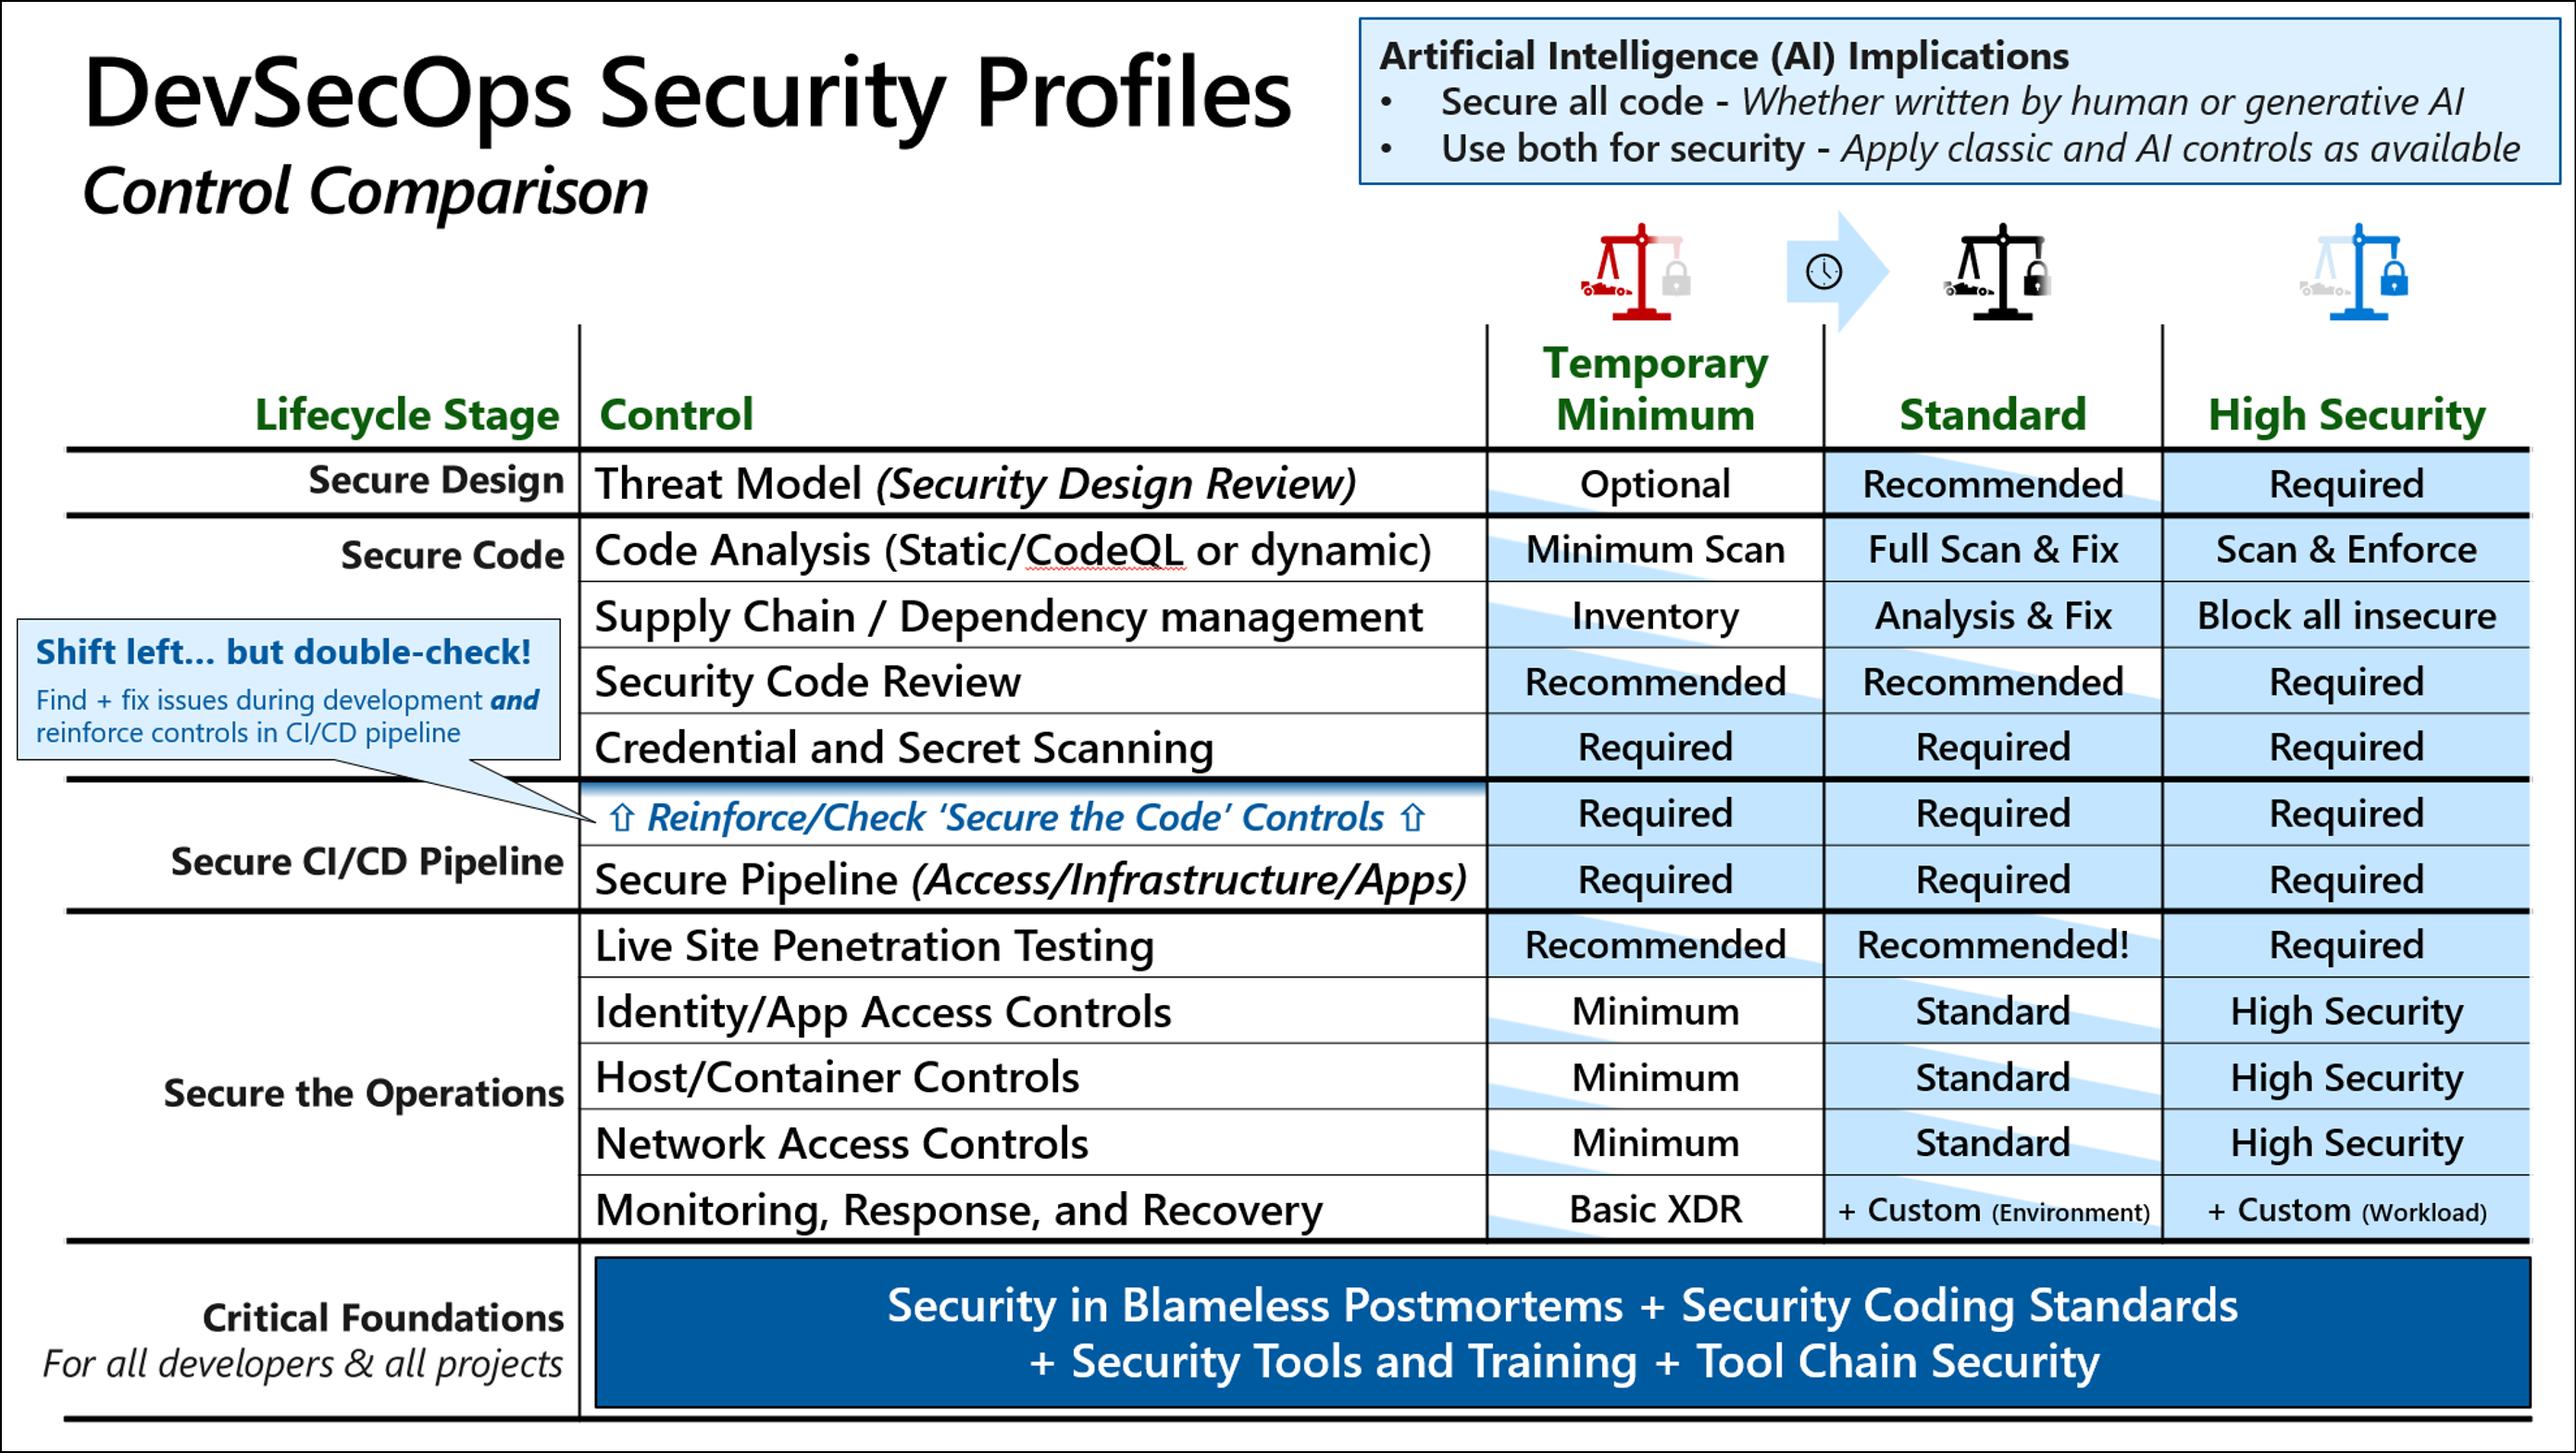 DevSecOps Security Profiles
Control Comparison
Artificial Intelligence (AI) Implications
• Secure all code - Whether written by human or generative AI
• Use both for security - Apply classic and AI controls as available
Lifecycle Stage
Control
Temporary
Minimum
Standard
High Security
Secure Design
Threat Model (Security Design Review)
Optional
Recommended
Required
Secure Code
Code Analysis (Static/CodeQL or dynamic)
Minimum Scan
Full Scan & Fix
Scan & Enforce
Supply Chain / Dependency management
Inventory
Analysis & Fix
Block all insecure
Security Code Review
Recommended
Recommended
Required
Credential and Secret Scanning
Required
Required
Required
Shift left... but double-check!
Find + fix issues during development and
reinforce controls in CI/CD pipeline
Secure CI/CD Pipeline
⇧ Reinforce/Check ‘Secure the Code’ Controls ⇧
Required
Required
Required
Secure Pipeline (Access/Infrastructure/Apps)
Required
Required
Required
Secure the Operations
Live Site Penetration Testing
Recommended
Recommended!
Required
Identity/App Access Controls
Minimum
Standard
High Security
Host/Container Controls
Minimum
Standard
High Security
Network Access Controls
Minimum
Standard
High Security
Monitoring, Response, and Recovery
Basic XDR
+ Custom (Environment)
+ Custom (Workload)
Critical Foundations
For all developers & all projects
Security in Blameless Postmortems + Security Coding Standards
+ Security Tools and Training + Tool Chain Security